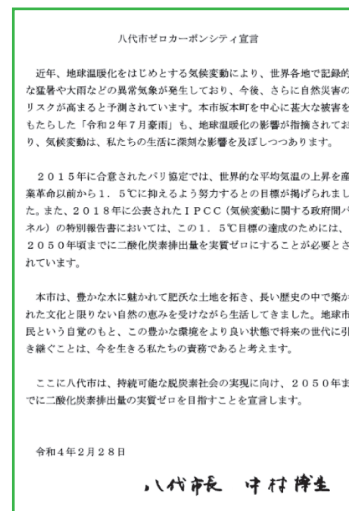 八代市ゼロカーボンシティ宣言
近年、地球温暖化をはじめとする気候変動により、世界各地で記録的
な猛暑や大雨などの異常気象が発生しており、今後、さらに自然災害の
リスクが高まると予測されています。本市坂本町を中心に甚大な被害を
もたらした「令和2年7月豪雨」も、地球温暖化の影響が指摘されてお
り、気候変動は、私たちの生活に深刻な影響を及ぼしつつあります。
2015年に合意されたパリ協定では、世界的な平均気温の上昇を産
業革命以前から1.5℃に抑えるよう努力するとの目標が掲げられまし
た。また、2018年に公表されたIPCC(気候変動に関する政府間パ
ネル)の特別報告書においては、この1.5℃目標の達成のためには、
2050年頃までに二酸化炭素排出量を実質ゼロにすることが必要とさ
れています。
本市は、豊かな水に魅かれて肥沃な土地を拓き、長い歴史の中で築か
れた文化と限りない自然の恵みを受けながら生活してきました。地球市
民という自覚のもと、この豊かな環境をより良い状態で将来の世代に引
き継ぐことは、今を生きる私たちの責務であると考えます。
ここに八代市は、持続可能な脱炭素社会の実現に向け、2050年ま
でに二酸化炭素排出量の実質ゼロを目指すことを宣言します。
令和4年2月28日
八代市長 中村博生